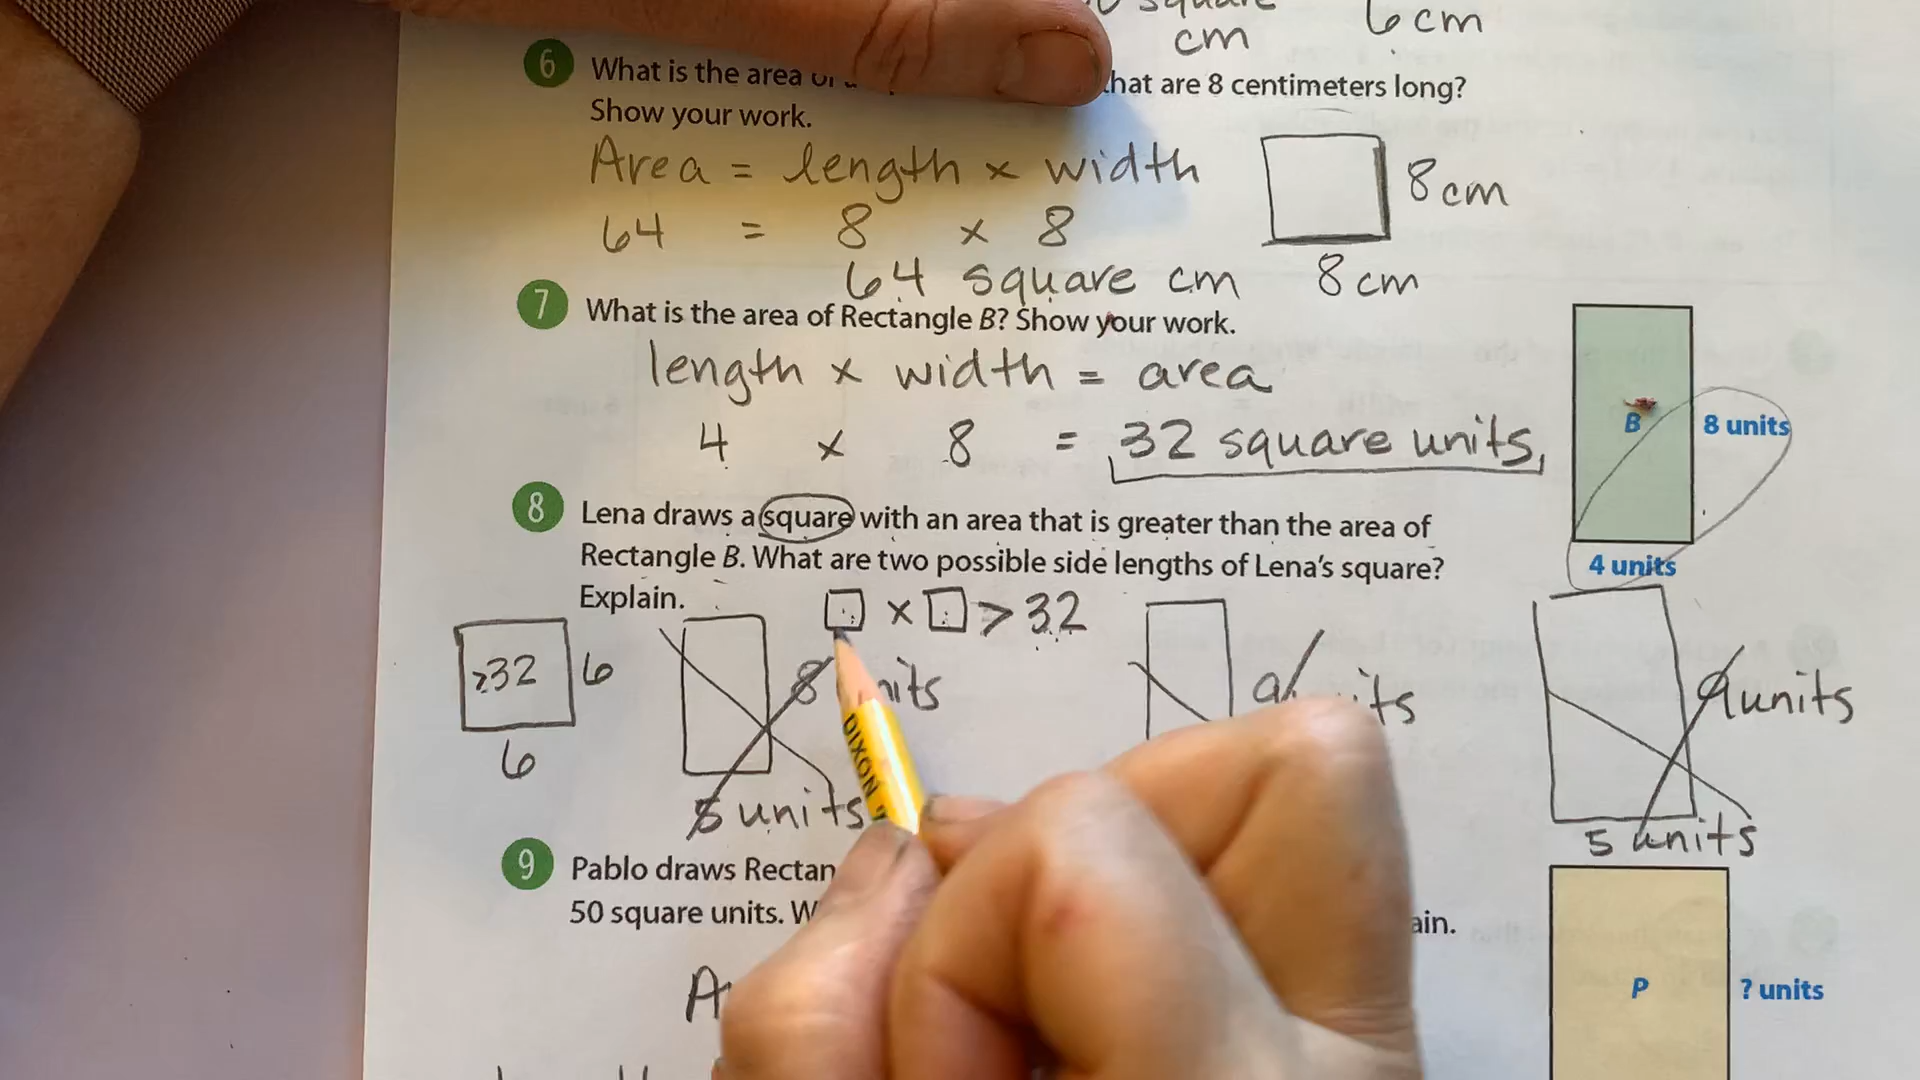 square 6 cm
cm
6 What is the area of a hat are 8 centimeters long?
Show your work.
Area = length x width
8 cm
64 = 8 x 8
64 square cm 8 cm
7 What is the area of Rectangle B? Show your work.
length x width = area
B 8 units
4 x 8 = 32 square units
8 Lena draws a square with an area that is greater than the area of
Rectangle B. What are two possible side lengths of Lena's square?
4 units
Explain.
□ x □ > 32
>32 6
8 units
9 units
6
5 units
5 units
9 Pablo draws Rectan
50 square units. W ain.
A
P ? units